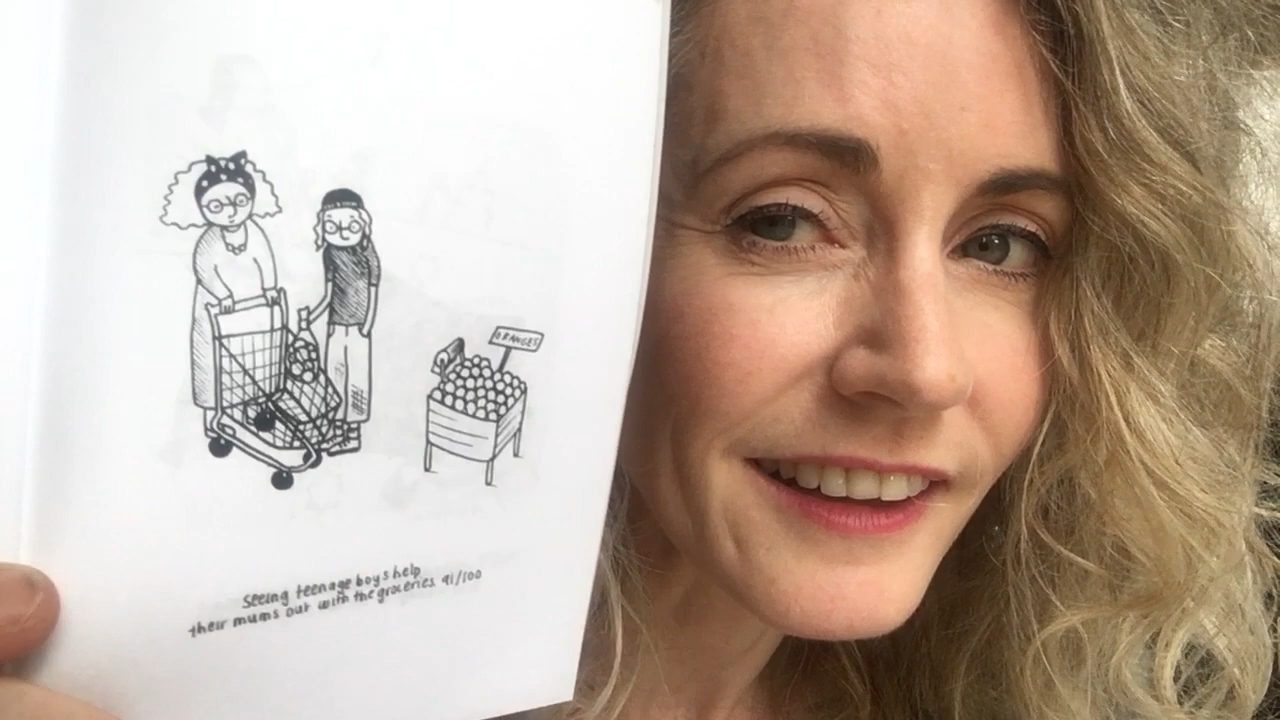 ORANGES
Seeing teenage boys help
their mums out with the groceries. 91/100